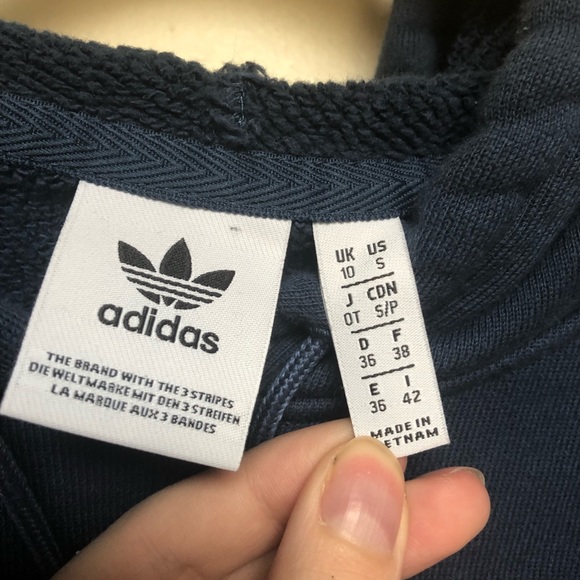 adidas
THE BRAND WITH THE 3 STRIPES
DIE WELTMARKE MIT DEN 3 STREIFEN
LA MARQUE AUX 3 BANDES
UK US
10 S
J CDN
OT S/P
D F
36 38
E I
36 42
MADE IN
ETNAM